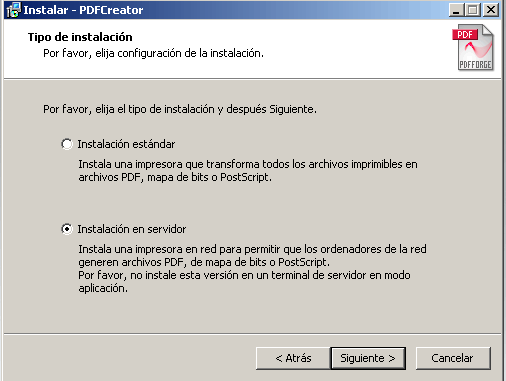 Instalar - PDFCreator
Tipo de instalación
Por favor, elija configuración de la instalación.
PDF
PDFFORGE
Por favor, elija el tipo de instalación y después Siguiente.
Instalación estándar
Instala una impresora que transforma todos los archivos imprimibles en
archivos PDF, mapa de bits o PostScript.
Instalación en servidor
Instala una impresora en red para permitir que los ordenadores de la red
generen archivos PDF, de mapa de bits o PostScript.
Por favor, no instale esta versión en un terminal de servidor en modo
aplicación.
< Atrás
Siguiente >
Cancelar